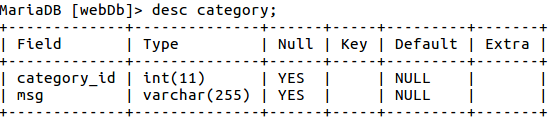 MariaDB [webDb]> desc category;
+-------------+--------------+------+-----+---------+-------+
| Field       | Type         | Null | Key | Default | Extra |
+-------------+--------------+------+-----+---------+-------+
| category_id | int(11)      | YES  |     | NULL    |       |
| msg         | varchar(255) | YES  |     | NULL    |       |
+-------------+--------------+------+-----+---------+-------+